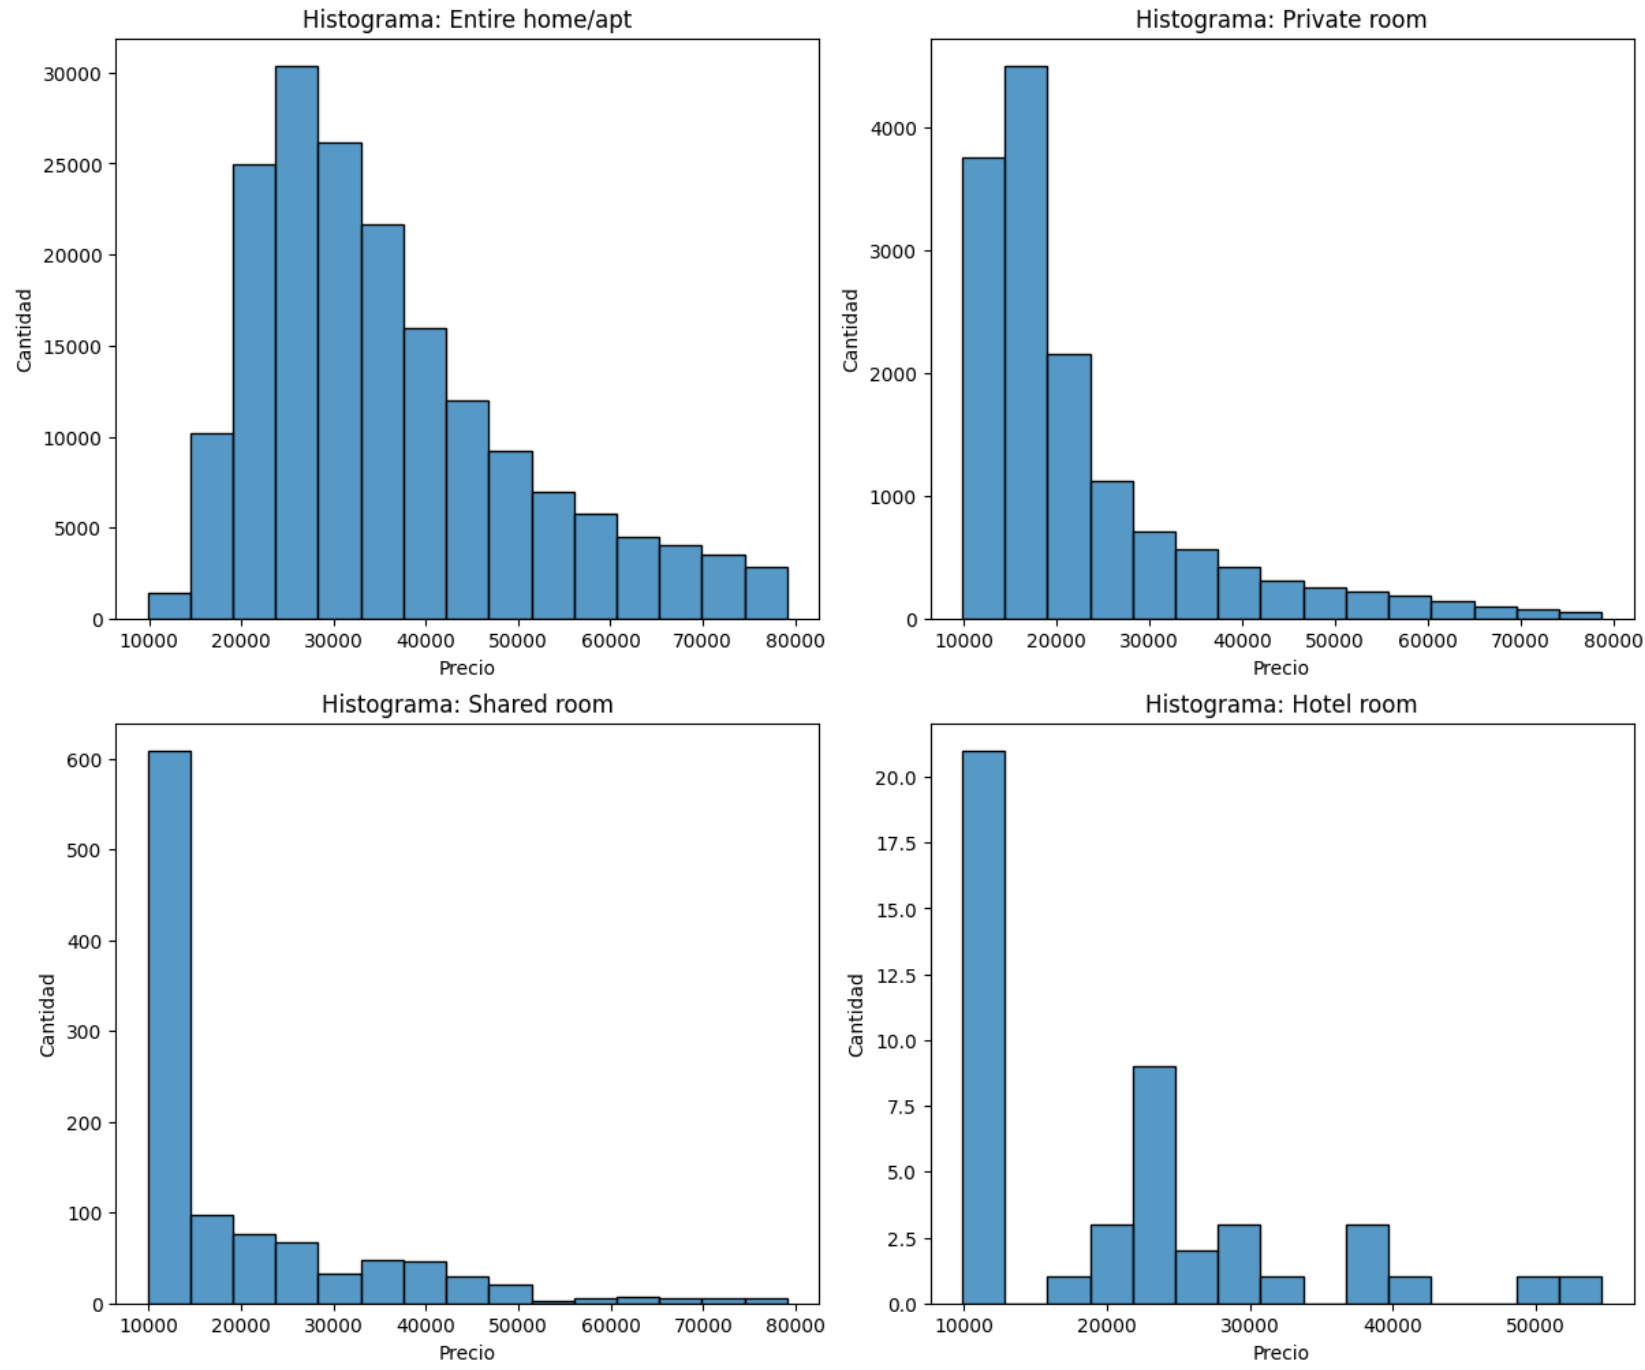 Histograma: Entire home/apt
30000
25000
20000
15000
10000
5000
0
Cantidad
10000 20000 30000 40000 50000 60000 70000 80000
Precio
Histograma: Private room
4000
3000
2000
1000
0
Cantidad
10000 20000 30000 40000 50000 60000 70000 80000
Precio
Histograma: Shared room
600
500
400
300
200
100
0
Cantidad
10000 20000 30000 40000 50000 60000 70000 80000
Precio
Histograma: Hotel room
20.0
17.5
15.0
12.5
10.0
7.5
5.0
2.5
0.0
Cantidad
10000 20000 30000 40000 50000
Precio